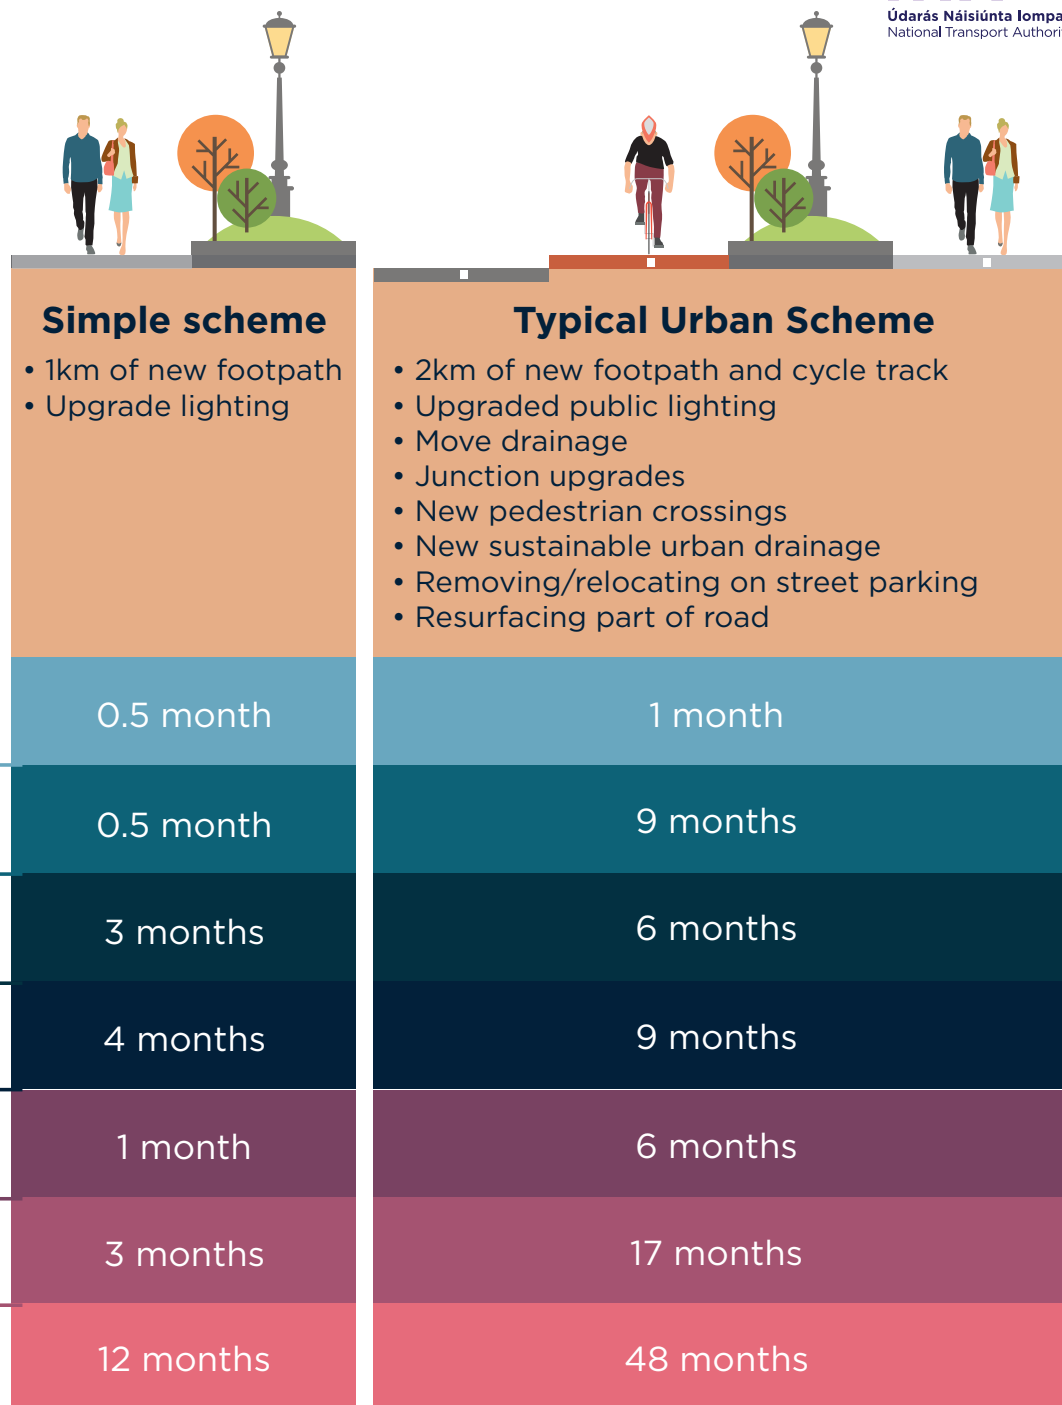 Údarás Náisiúnta Iompa
National Transport Authori
Simple scheme
• 1km of new footpath
• Upgrade lighting
Typical Urban Scheme
• 2km of new footpath and cycle track
• Upgraded public lighting
• Move drainage
• Junction upgrades
• New pedestrian crossings
• New sustainable urban drainage
• Removing/relocating on street parking
• Resurfacing part of road
0.5 month
1 month
0.5 month
9 months
3 months
6 months
4 months
9 months
1 month
6 months
3 months
17 months
12 months
48 months